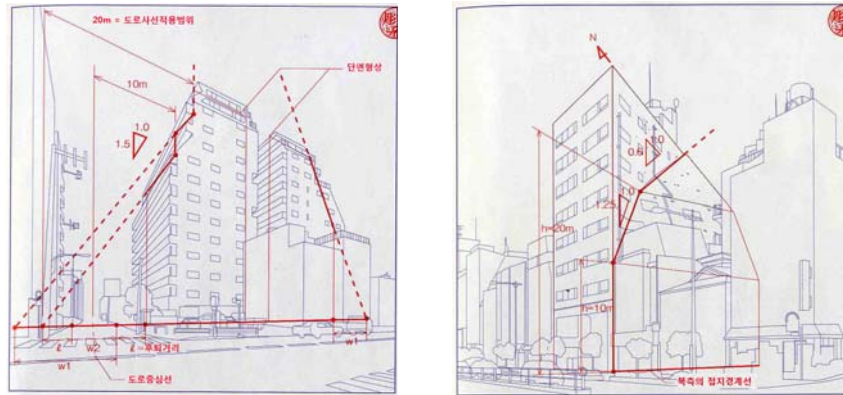 20m = 도로사선적용범위
단면형상
10m
1.0
1.5
ℓ
w2
ℓ=후퇴거리
w1
w1
도로중심선
N
1.0
0.6
1.0
1.25
h=20m
h=10m
북측의 접지경계선